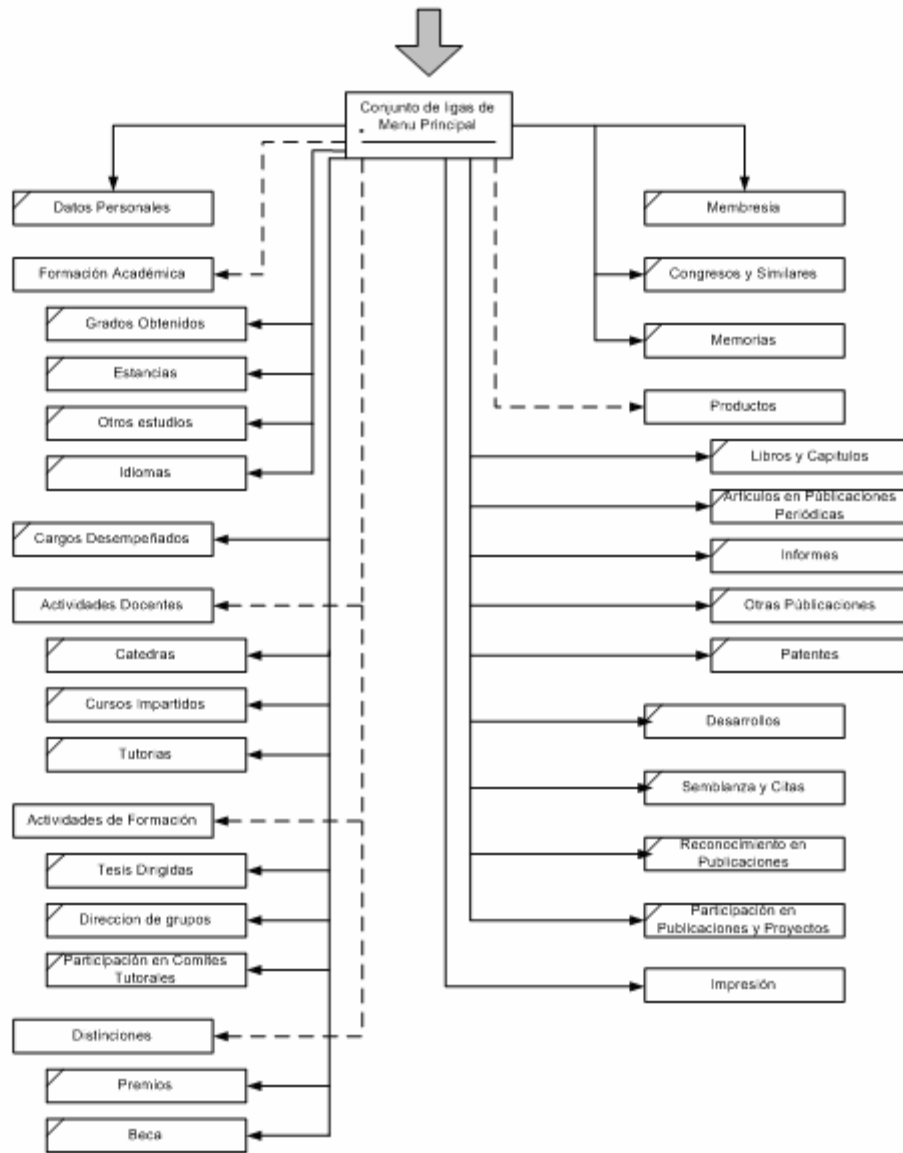 Conjunto de ligas de
Menu Principal
Datos Personales
Formación Académica
Grados Obtenidos
Estancias
Otros estudios
Idiomas
Cargos Desempeñados
Actividades Docentes
Catedras
Cursos Impartidos
Tutorias
Actividades de Formación
Tesis Dirigidas
Direccion de grupos
Participación en Comites
Tutorales
Distinciones
Premios
Beca
Membresia
Congresos y Similares
Memorias
Productos
Libros y Capitulos
Artículos en Públicaciones
Periódicas
Informes
Otras Públicaciones
Patentes
Desarrollos
Semblanza y Citas
Reconocimiento en
Publicaciones
Participación en
Publicaciones y Proyectos
Impresión